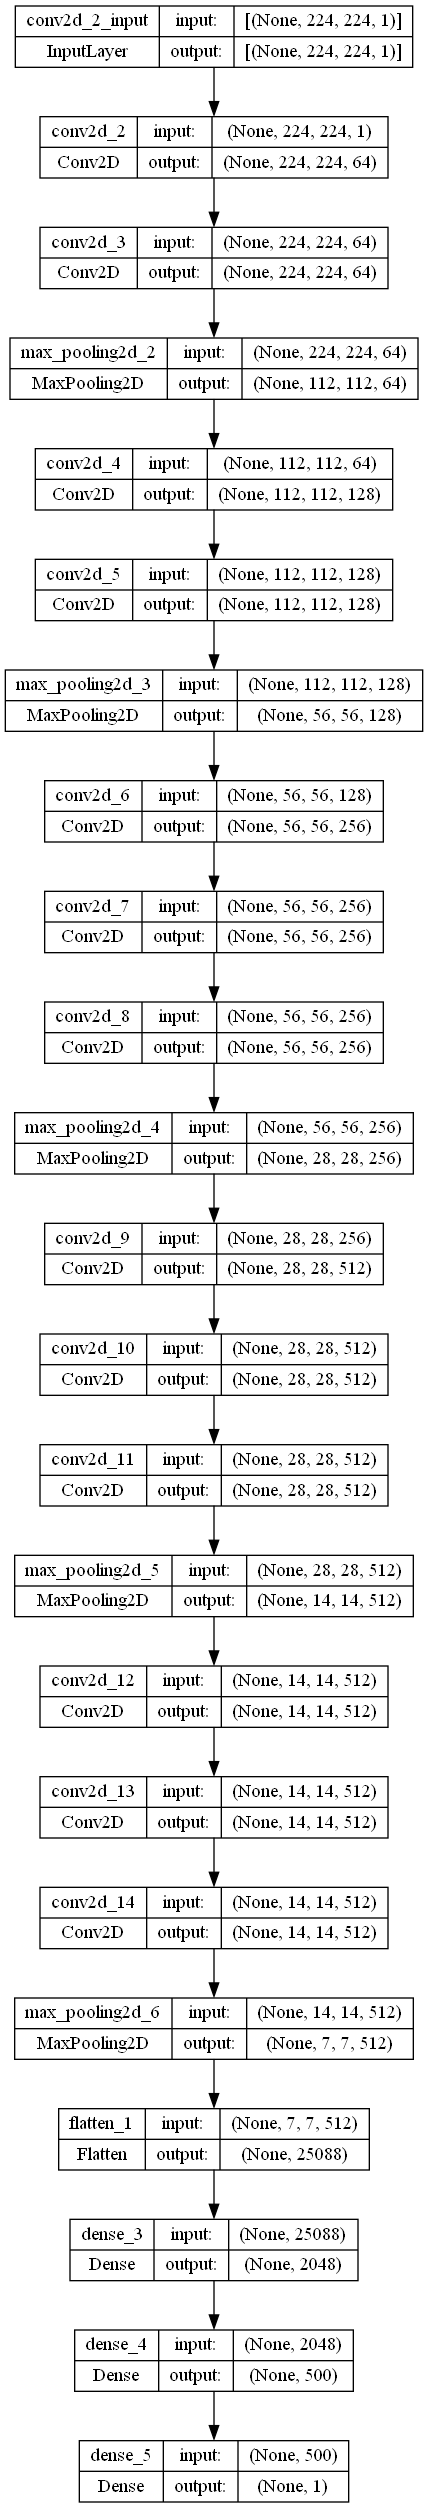 conv2d_2_input input: [(None, 224, 224, 1)]
InputLayer output: [(None, 224, 224, 1)]
conv2d_2 input: (None, 224, 224, 1)
Conv2D output: (None, 224, 224, 64)
conv2d_3 input: (None, 224, 224, 64)
Conv2D output: (None, 224, 224, 64)
max_pooling2d_2 input: (None, 224, 224, 64)
MaxPooling2D output: (None, 112, 112, 64)
conv2d_4 input: (None, 112, 112, 64)
Conv2D output: (None, 112, 112, 128)
conv2d_5 input: (None, 112, 112, 128)
Conv2D output: (None, 112, 112, 128)
max_pooling2d_3 input: (None, 112, 112, 128)
MaxPooling2D output: (None, 56, 56, 128)
conv2d_6 input: (None, 56, 56, 128)
Conv2D output: (None, 56, 56, 256)
conv2d_7 input: (None, 56, 56, 256)
Conv2D output: (None, 56, 56, 256)
conv2d_8 input: (None, 56, 56, 256)
Conv2D output: (None, 56, 56, 256)
max_pooling2d_4 input: (None, 56, 56, 256)
MaxPooling2D output: (None, 28, 28, 256)
conv2d_9 input: (None, 28, 28, 256)
Conv2D output: (None, 28, 28, 512)
conv2d_10 input: (None, 28, 28, 512)
Conv2D output: (None, 28, 28, 512)
conv2d_11 input: (None, 28, 28, 512)
Conv2D output: (None, 28, 28, 512)
max_pooling2d_5 input: (None, 28, 28, 512)
MaxPooling2D output: (None, 14, 14, 512)
conv2d_12 input: (None, 14, 14, 512)
Conv2D output: (None, 14, 14, 512)
conv2d_13 input: (None, 14, 14, 512)
Conv2D output: (None, 14, 14, 512)
conv2d_14 input: (None, 14, 14, 512)
Conv2D output: (None, 14, 14, 512)
max_pooling2d_6 input: (None, 14, 14, 512)
MaxPooling2D output: (None, 7, 7, 512)
flatten_1 input: (None, 7, 7, 512)
Flatten output: (None, 25088)
dense_3 input: (None, 25088)
Dense output: (None, 2048)
dense_4 input: (None, 2048)
Dense output: (None, 500)
dense_5 input: (None, 500)
Dense output: (None, 1)